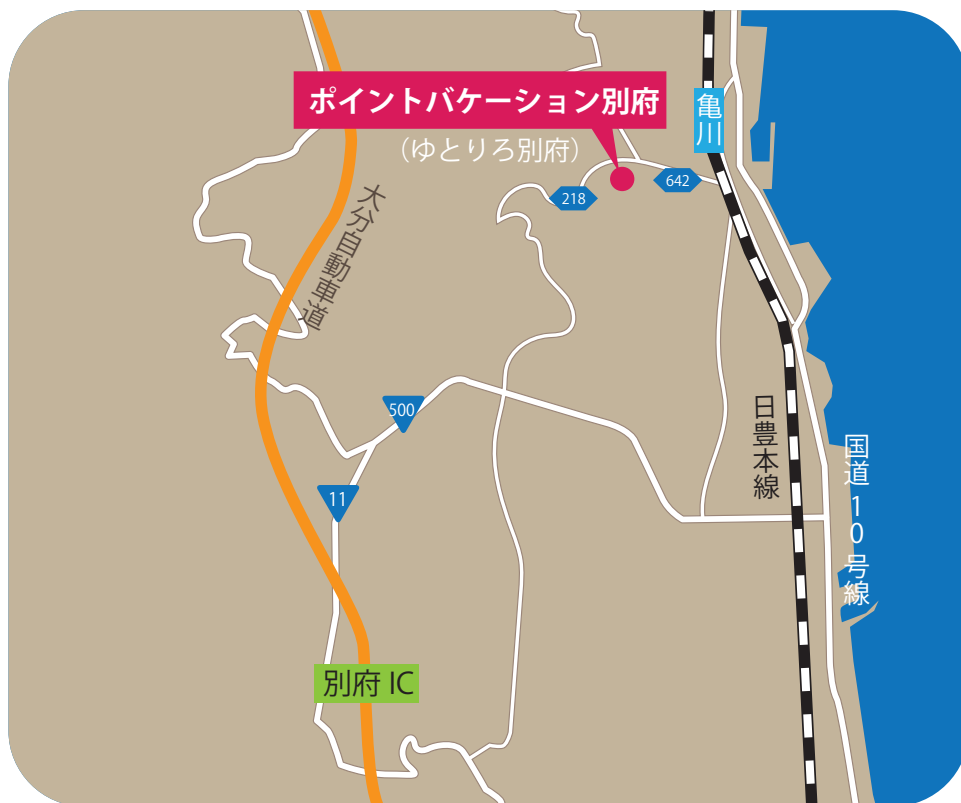 ポイントバケーション別府
(ゆとりろ別府)
亀川
218
642
大分自動車道
500
日豊本線
国道10号線
11
別府 IC